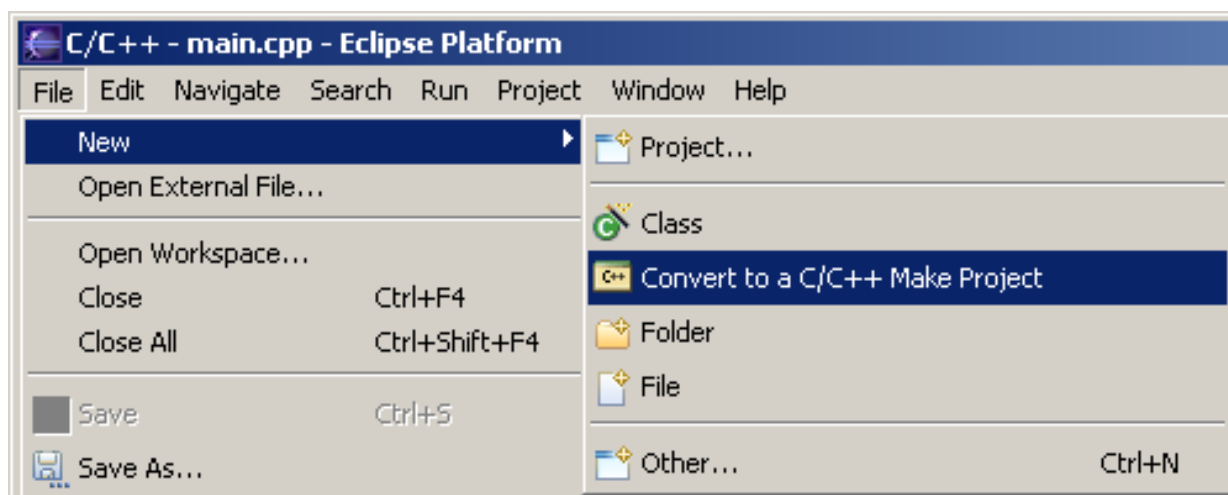 C/C++ - main.cpp - Eclipse Platform
File Edit Navigate Search Run Project Window Help
New
Open External File...
Open Workspace...
Close Ctrl+F4
Close All Ctrl+Shift+F4
Save Ctrl+S
Save As...
Project...
Class
C++ Convert to a C/C++ Make Project
Folder
File
Other... Ctrl+N